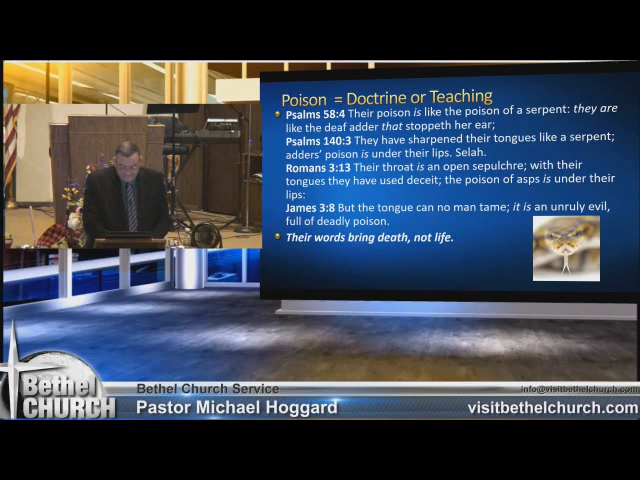 Poison = Doctrine or Teaching
Psalms 58:4 Their poison is like the poison of a serpent: they are
like the deaf adder that stoppeth her ear;
Psalms 140:3 They have sharpened their tongues like a serpent;
adders' poison is under their lips. Selah.
Romans 3:13 Their throat is an open sepulchre; with their
tongues they have used deceit; the poison of asps is under their
lips:
James 3:8 But the tongue can no man tame; it is an unruly evil,
full of deadly poison.
Their words bring death, not life.
Bethel
CHURCH
Bethel Church Service
info@visitbethelchurch.com
Pastor Michael Hoggard
visitbethelchurch.com